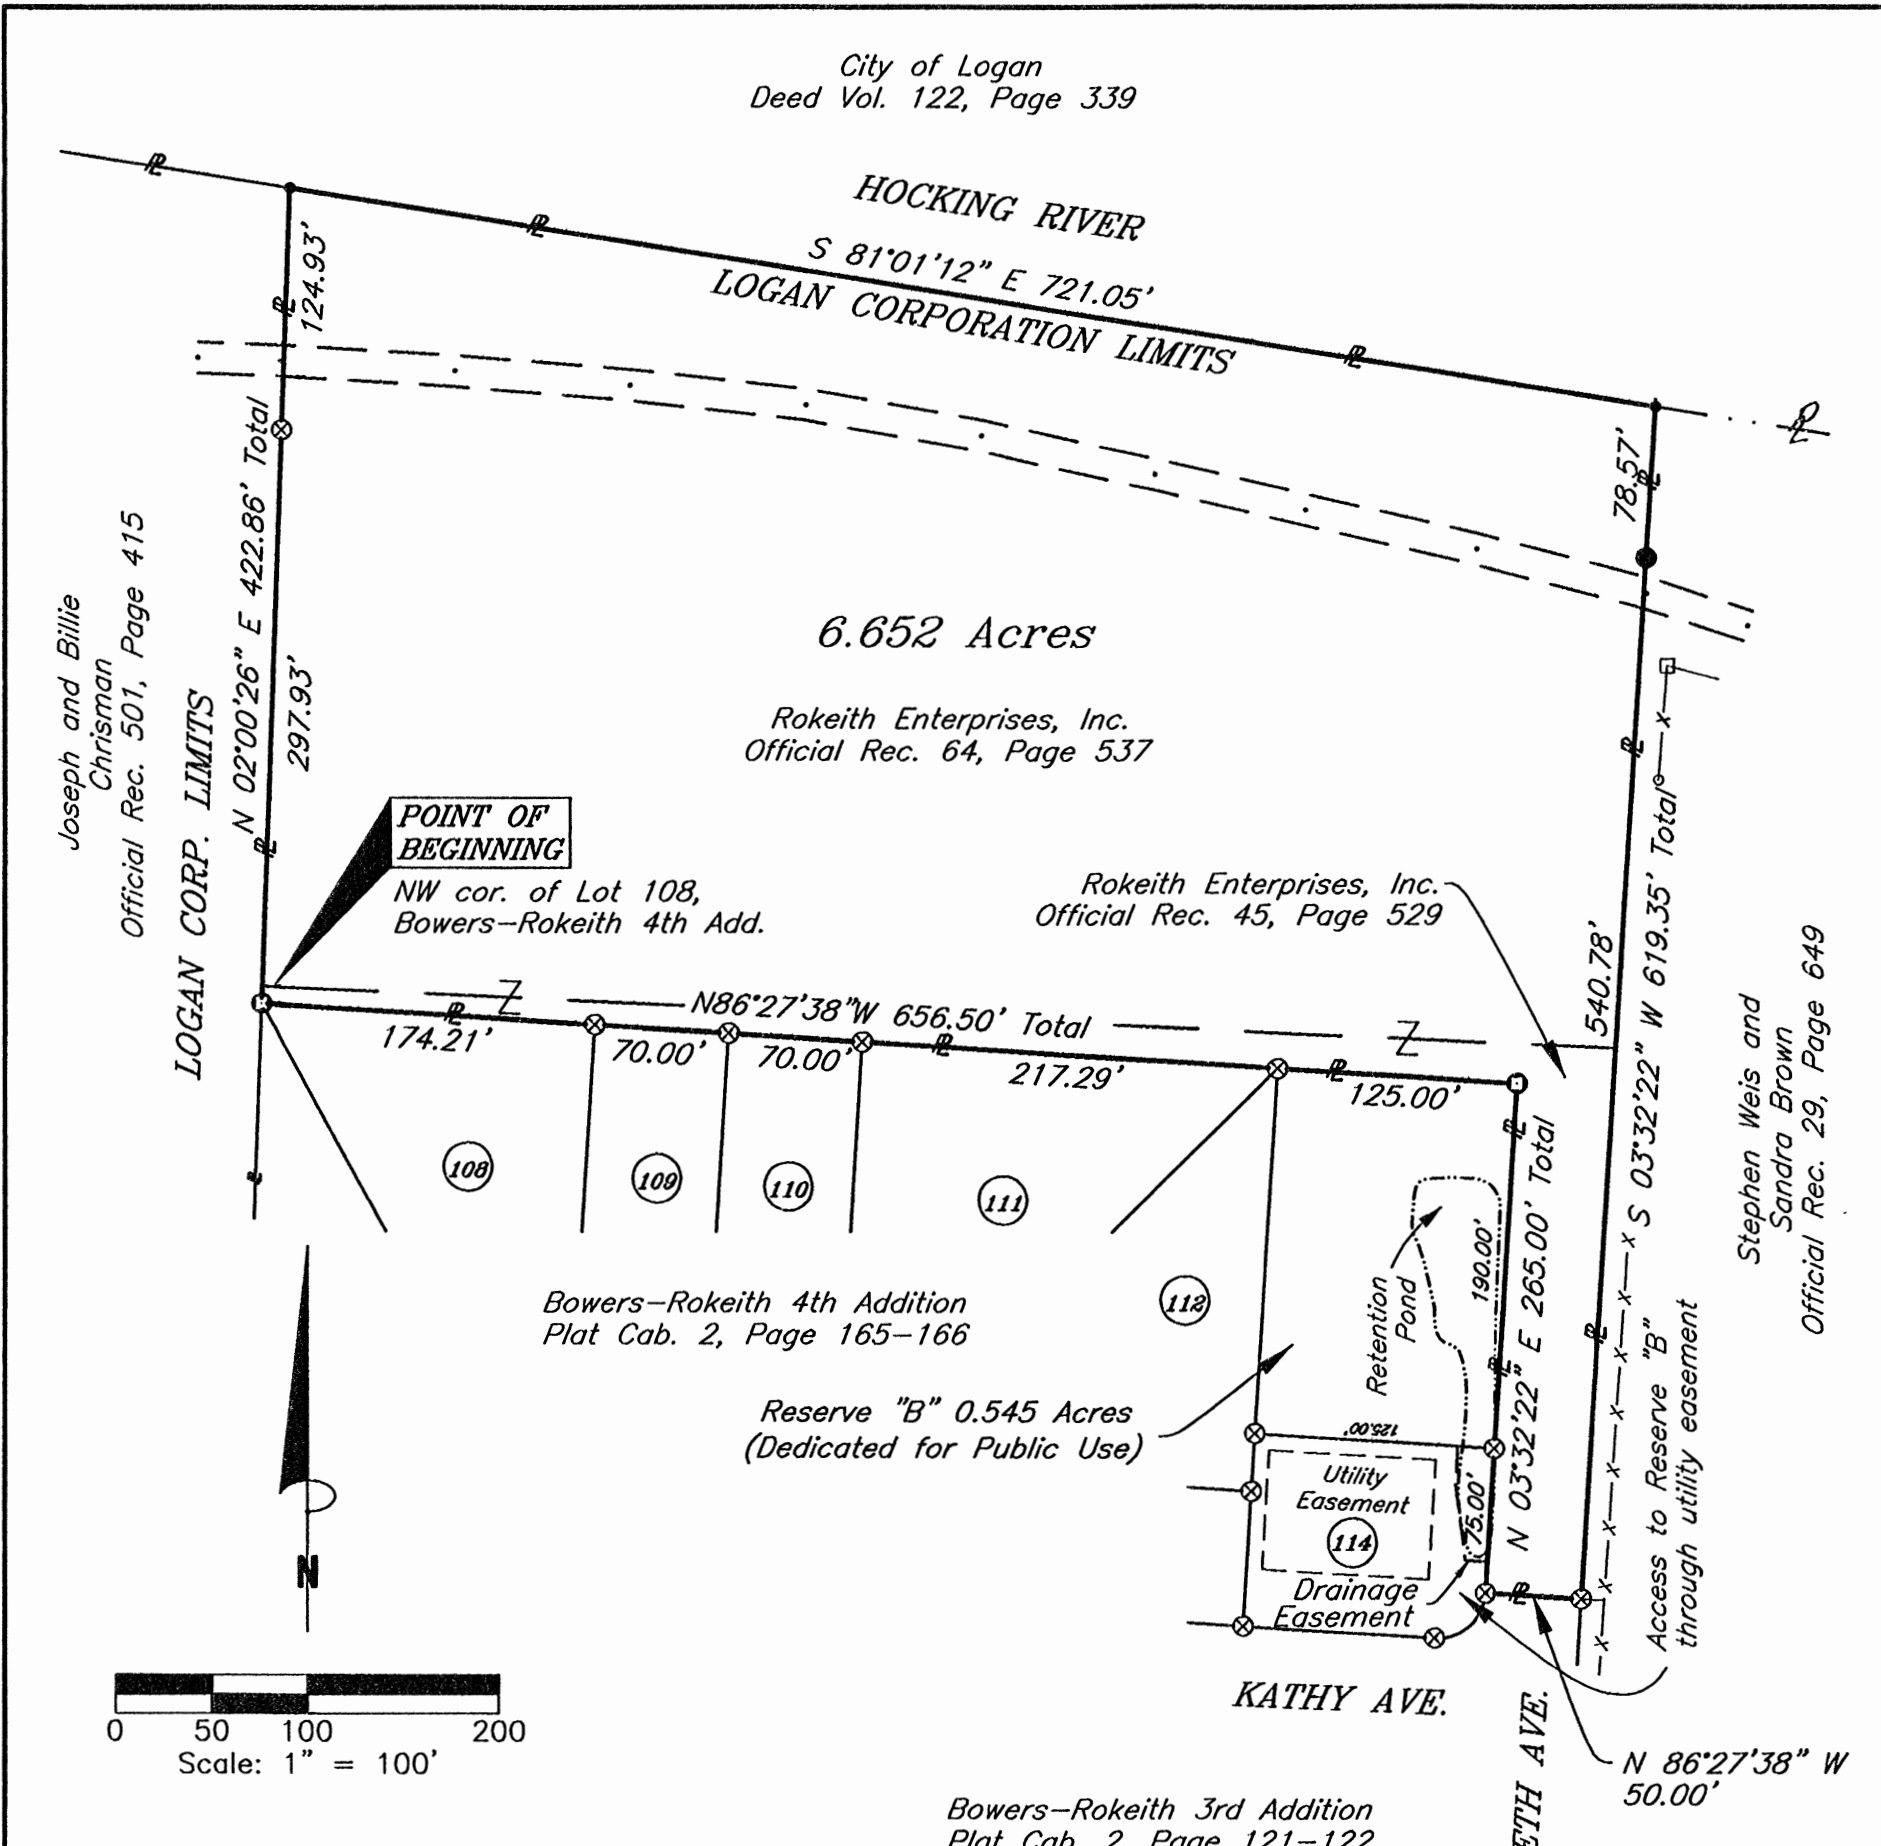 City of Logan
Deed Vol. 122, Page 339
HOCKING RIVER
S 81°01'12" E 721.05'
LOGAN CORPORATION LIMITS
124.93'
78.57'
N 02°00'26" E 422.86' Total
297.93'
Joseph and Billie
Chrisman
Official Rec. 501, Page 415
LOGAN CORP. LIMITS
6.652 Acres
Rokeith Enterprises, Inc.
Official Rec. 64, Page 537
POINT OF
BEGINNING
NW cor. of Lot 108,
Bowers-Rokeith 4th Add.
Rokeith Enterprises, Inc.
Official Rec. 45, Page 529
540.78'
S 03°32'22" W 619.35' Total
Stephen Weis and
Sandra Brown
Official Rec. 29, Page 649
N86°27'38"W 656.50' Total
174.21'
70.00'
70.00'
217.29'
125.00'
108
109
110
111
112
Bowers-Rokeith 4th Addition
Plat Cab. 2, Page 165-166
Retention
Pond
190.00'
N 03°32'22" E 265.00' Total
Reserve "B" 0.545 Acres
(Dedicated for Public Use)
125.00'
Utility
Easement
114
75.00'
Drainage
Easement
Access to Reserve "B"
through utility easement
N
KATHY AVE.
ETH AVE.
N 86°27'38" W
50.00'
0 50 100 200
Scale: 1" = 100'
Bowers-Rokeith 3rd Addition
Plat Cab. 2, Page 121-122